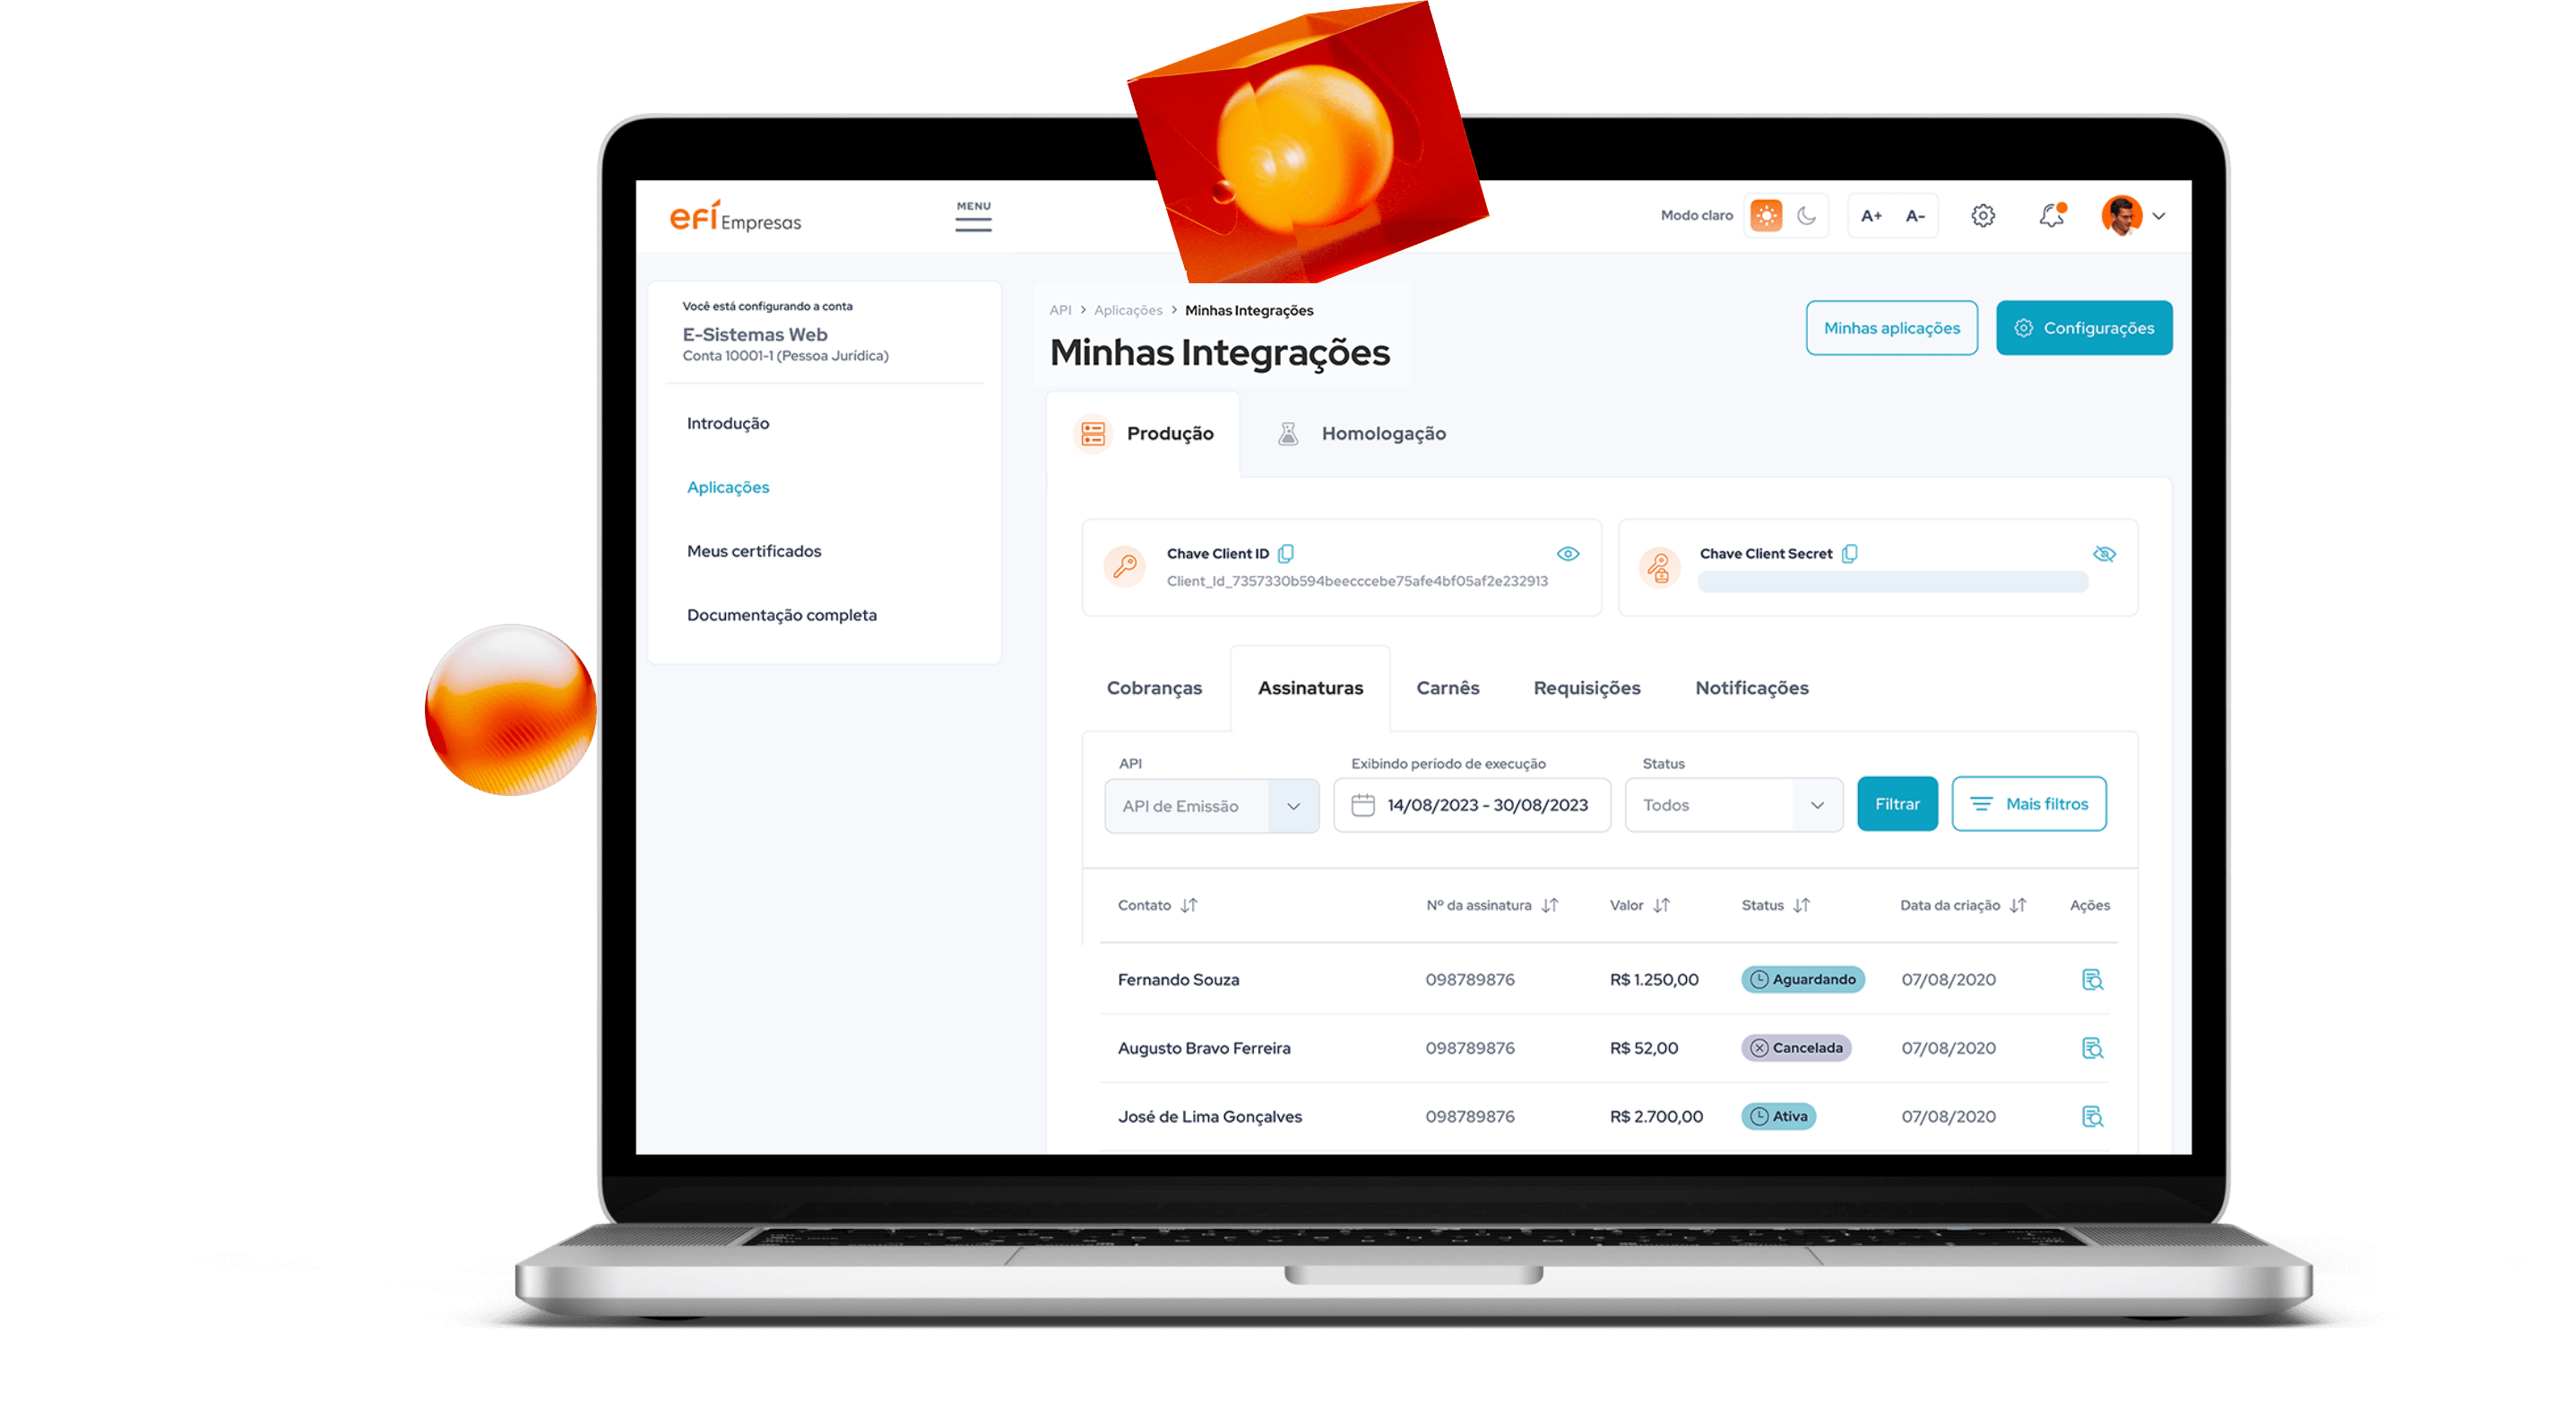 efí Empresas
MENU
Modo claro
A+ A-
Você está configurando a conta
E-Sistemas Web
Conta 10001-1 (Pessoa Jurídica)
Introdução
Aplicações
Meus certificados
Documentação completa
API > Aplicações > Minhas Integrações
Minhas Integrações
Minhas aplicações
Configurações
Produção
Homologação
Chave Client ID
Client_Id_7357330b594beecccebe75afe4bf05af2e232913
Chave Client Secret
Cobranças Assinaturas Carnês Requisições Notificações
API Exibindo período de execução Status
API de Emissão 14/08/2023 - 30/08/2023 Todos Filtrar Mais filtros
Contato Nº da assinatura Valor Status Data da criação Ações
Fernando Souza 098789876 R$ 1.250,00 Aguardando 07/08/2020
Augusto Bravo Ferreira 098789876 R$ 52,00 Cancelada 07/08/2020
José de Lima Gonçalves 098789876 R$ 2.700,00 Ativa 07/08/2020